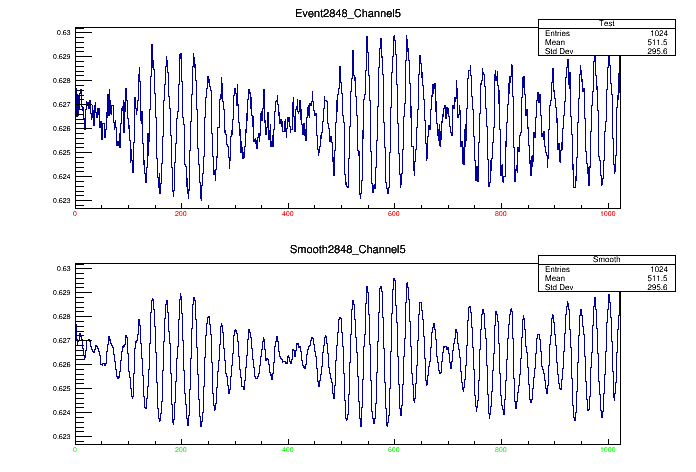 Event2848_Channel5
Test
Entries 1024
Mean 511.5
Std Dev 295.6
0.63
0.629
0.628
0.627
0.626
0.625
0.624
0.623
0 200 400 600 800 1000
Smooth2848_Channel5
Smooth
Entries 1024
Mean 511.5
Std Dev 295.6
0.63
0.629
0.628
0.627
0.626
0.625
0.624
0.623
0 200 400 600 800 1000